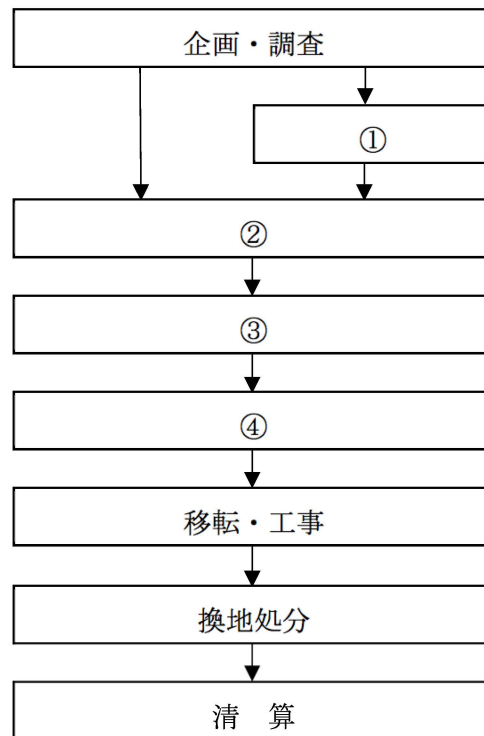 企画・調査
①
②
③
④
移転・工事
換地処分
清　算